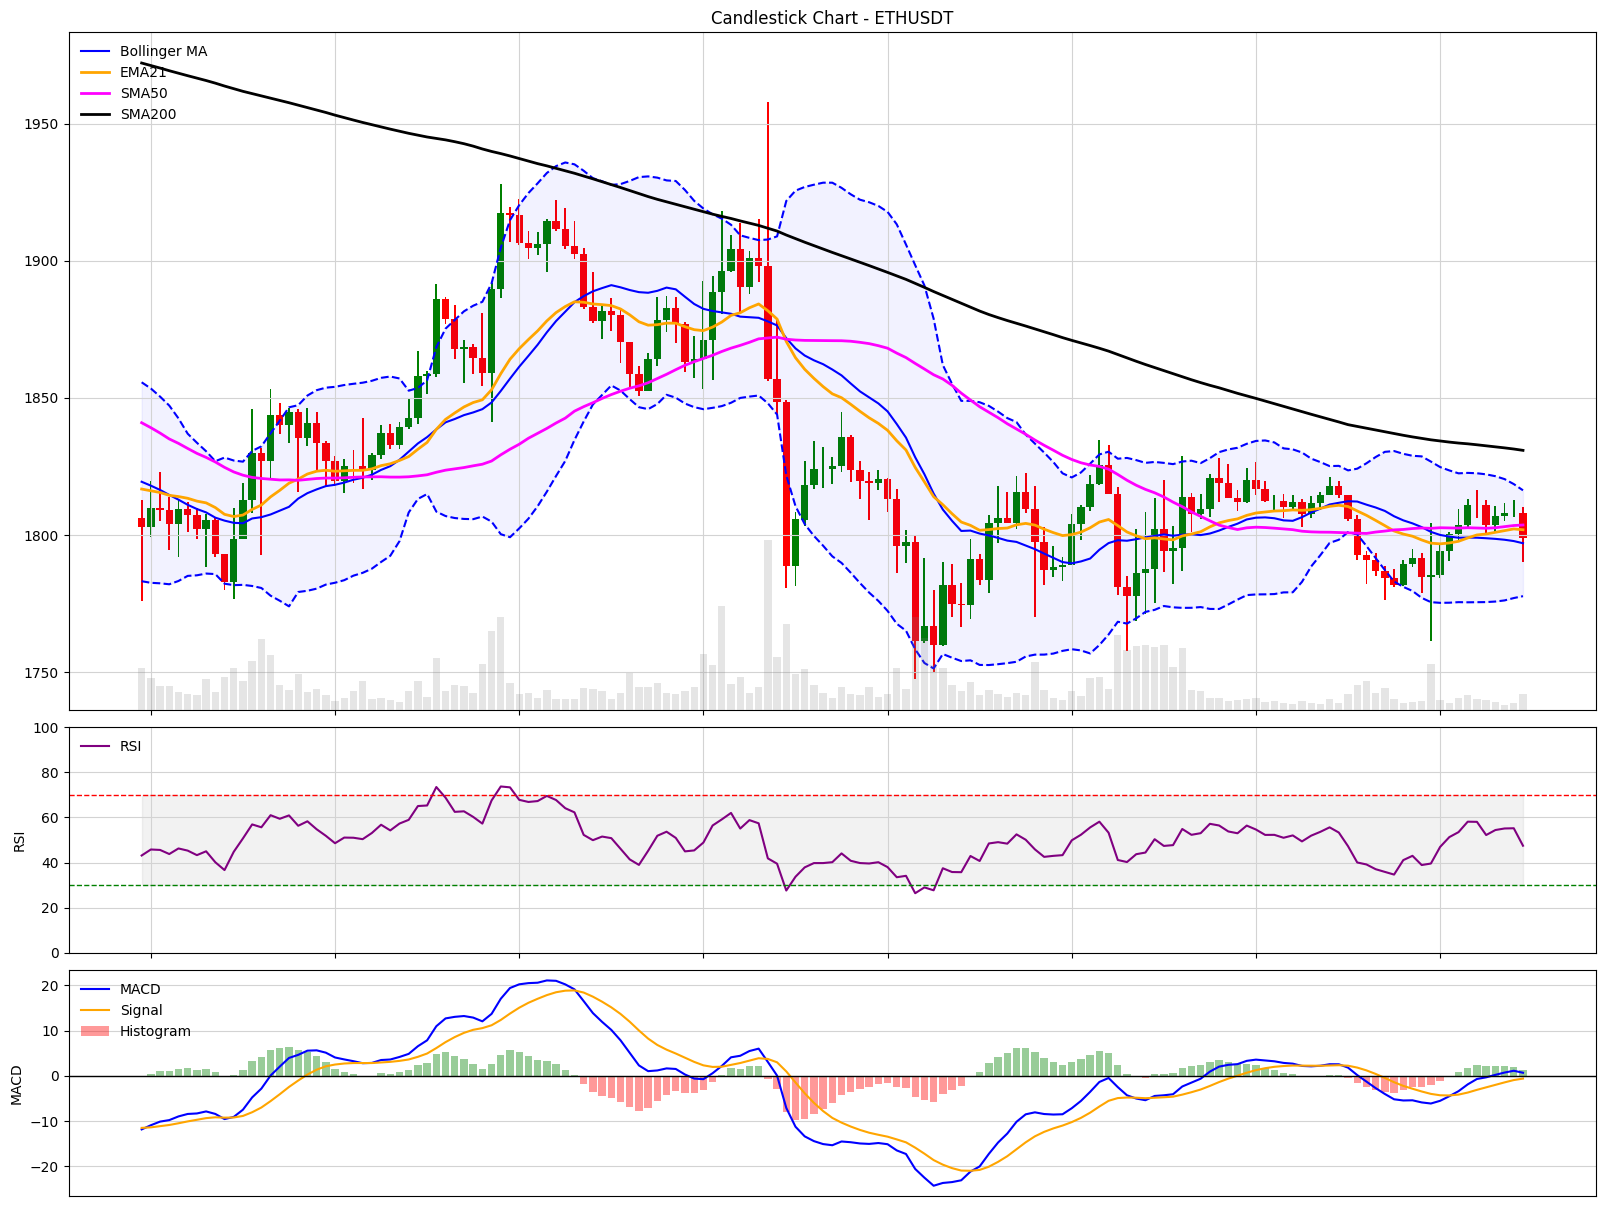 Candlestick Chart - ETHUSDT
Bollinger MA
EMA21
SMA50
SMA200
1950
1900
1850
1800
1750
RSI
100
80
60
40
20
0
RSI
MACD
Signal
Histogram
20
10
0
−10
−20
MACD